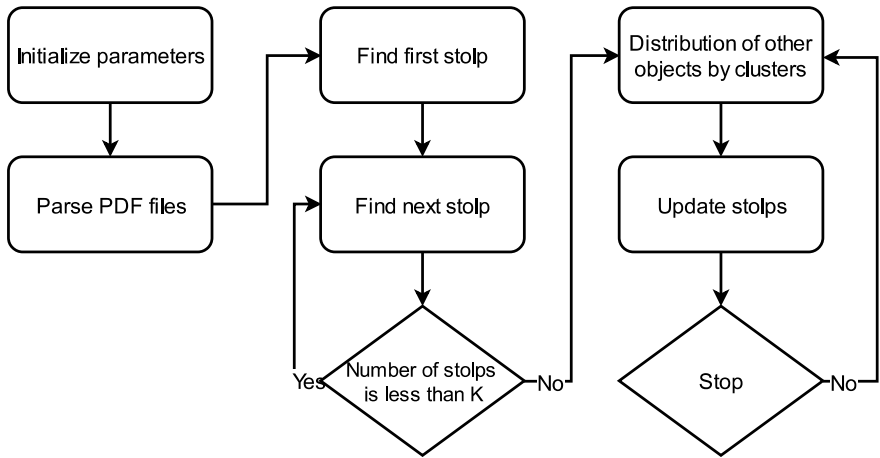 Initialize parameters
Parse PDF files
Find first stolp
Find next stolp
Number of stolps
is less than K
Yes
No
Distribution of other
objects by clusters
Update stolps
Stop
No